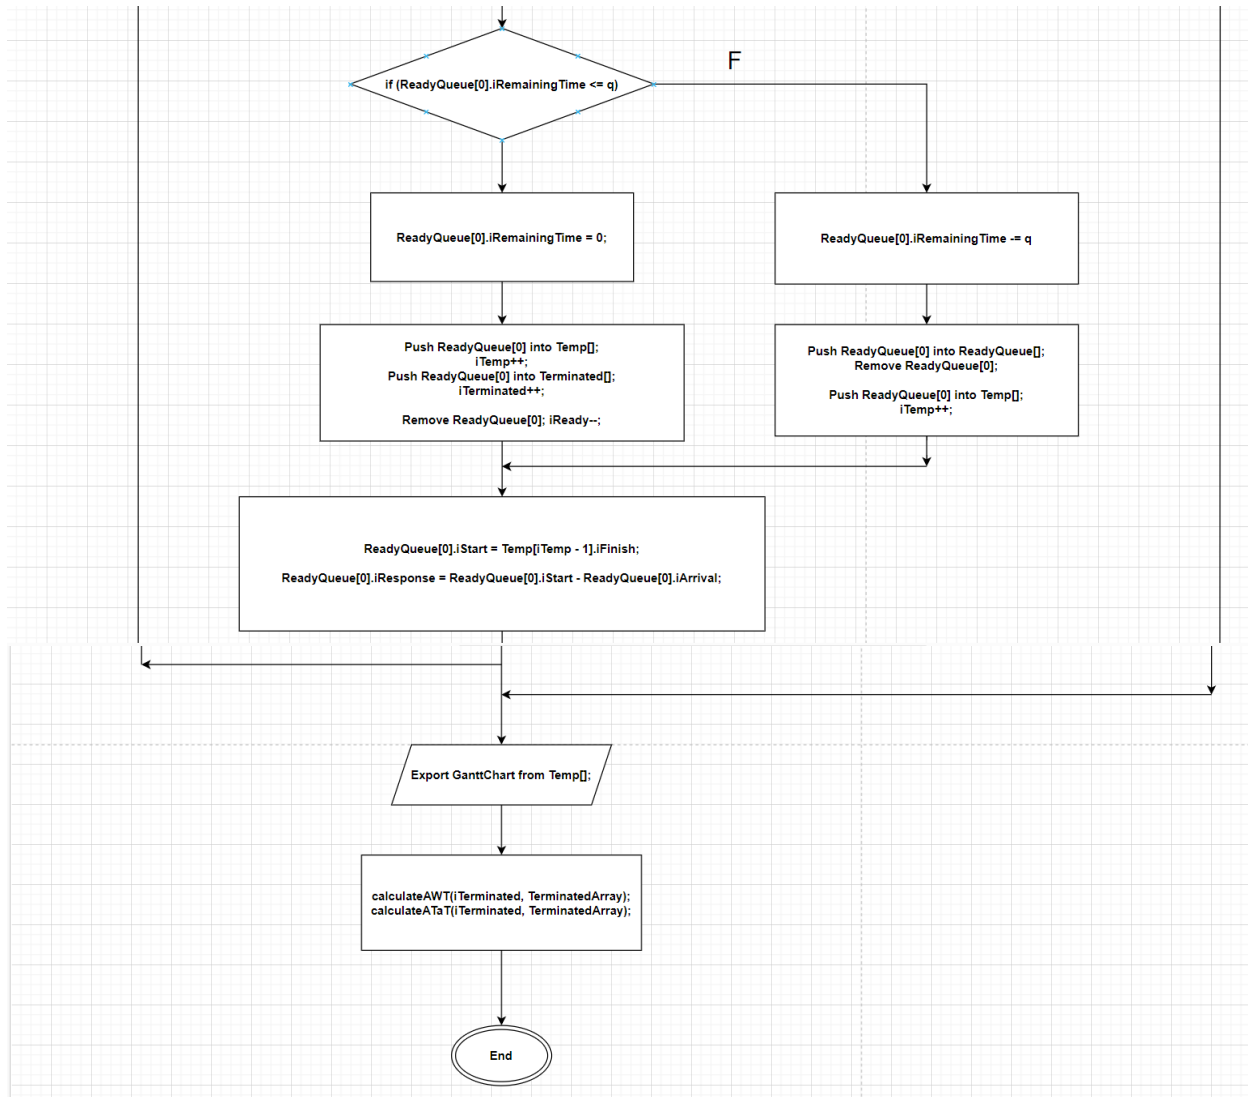 F
if (ReadyQueue[0].iRemainingTime <= q)
ReadyQueue[0].iRemainingTime = 0;
ReadyQueue[0].iRemainingTime -= q
Push ReadyQueue[0] into Temp[];
iTemp++;
Push ReadyQueue[0] into Terminated[];
iTerminated++;
Remove ReadyQueue[0]; iReady--;
Push ReadyQueue[0] into ReadyQueue[];
Remove ReadyQueue[0];
Push ReadyQueue[0] into Temp[];
iTemp++;
ReadyQueue[0].iStart = Temp[iTemp - 1].iFinish;
ReadyQueue[0].iResponse = ReadyQueue[0].iStart - ReadyQueue[0].iArrival;
Export GanttChart from Temp[];
calculateAWT(iTerminated, TerminatedArray);
calculateATaT(iTerminated, TerminatedArray);
End